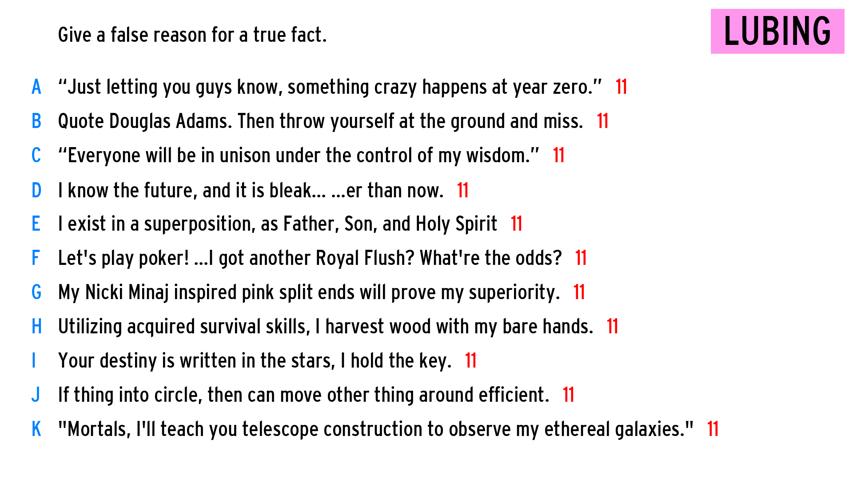 Give a false reason for a true fact.
LUBING
A “Just letting you guys know, something crazy happens at year zero.” 11
B Quote Douglas Adams. Then throw yourself at the ground and miss. 11
C “Everyone will be in unison under the control of my wisdom.” 11
D I know the future, and it is bleak... ...er than now. 11
E I exist in a superposition, as Father, Son, and Holy Spirit 11
F Let's play poker! ...I got another Royal Flush? What're the odds? 11
G My Nicki Minaj inspired pink split ends will prove my superiority. 11
H Utilizing acquired survival skills, I harvest wood with my bare hands. 11
I Your destiny is written in the stars, I hold the key. 11
J If thing into circle, then can move other thing around efficient. 11
K "Mortals, I'll teach you telescope construction to observe my ethereal galaxies." 11